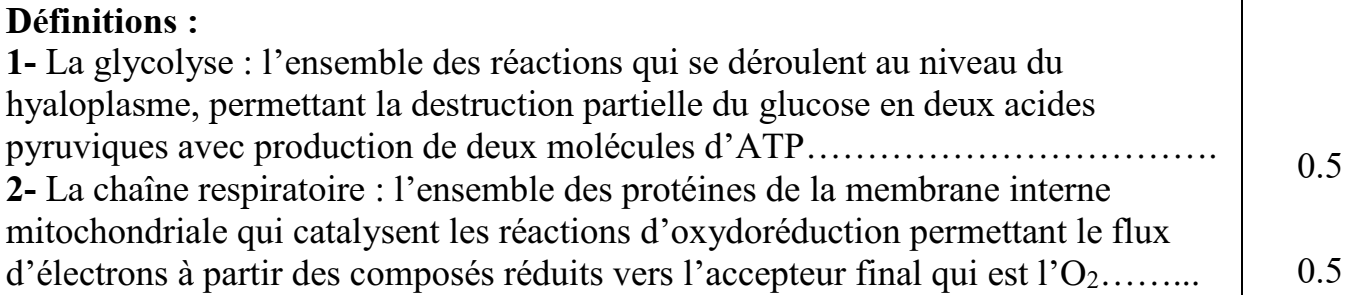 Définitions :
1- La glycolyse : l’ensemble des réactions qui se déroulent au niveau du
hyaloplasme, permettant la destruction partielle du glucose en deux acides
pyruviques avec production de deux molécules d’ATP…………………………….
0.5
2- La chaîne respiratoire : l’ensemble des protéines de la membrane interne
mitochondriale qui catalysent les réactions d’oxydoréduction permettant le flux
d’électrons à partir des composés réduits vers l’accepteur final qui est l’O₂……...
0.5